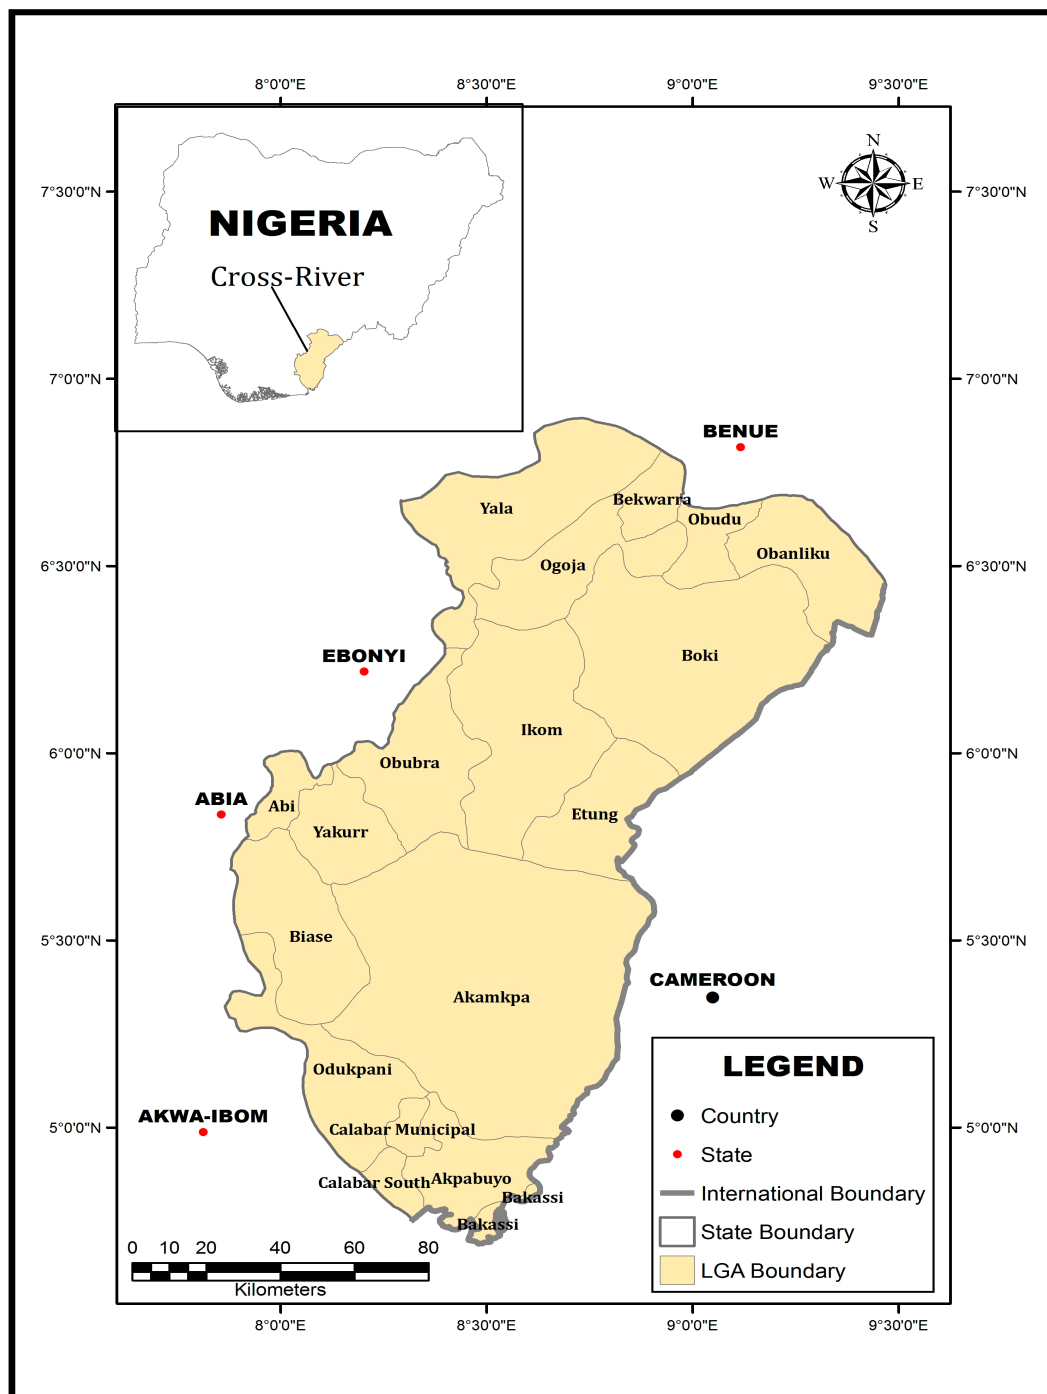 8°0'0"E
8°30'0"E
9°0'0"E
9°30'0"E
N
W
E
S
7°30'0"N
7°30'0"N
NIGERIA
Cross-River
7°0'0"N
7°0'0"N
BENUE
Bekwarra
Yala
Obudu
Obanliku
Ogoja
6°30'0"N
6°30'0"N
EBONYI
Boki
Ikom
6°0'0"N
6°0'0"N
Obubra
ABIA
Abi
Etung
Yakurr
Biase
5°30'0"N
5°30'0"N
CAMEROON
Akamkpa
Odukpani
AKWA-IBOM
5°0'0"N
5°0'0"N
Calabar Municipal
Calabar South
Akpabuyo
Bakassi
Bakassi
LEGEND
Country
State
International Boundary
State Boundary
LGA Boundary
0 10 20 40 60 80
Kilometers
8°0'0"E
8°30'0"E
9°0'0"E
9°30'0"E